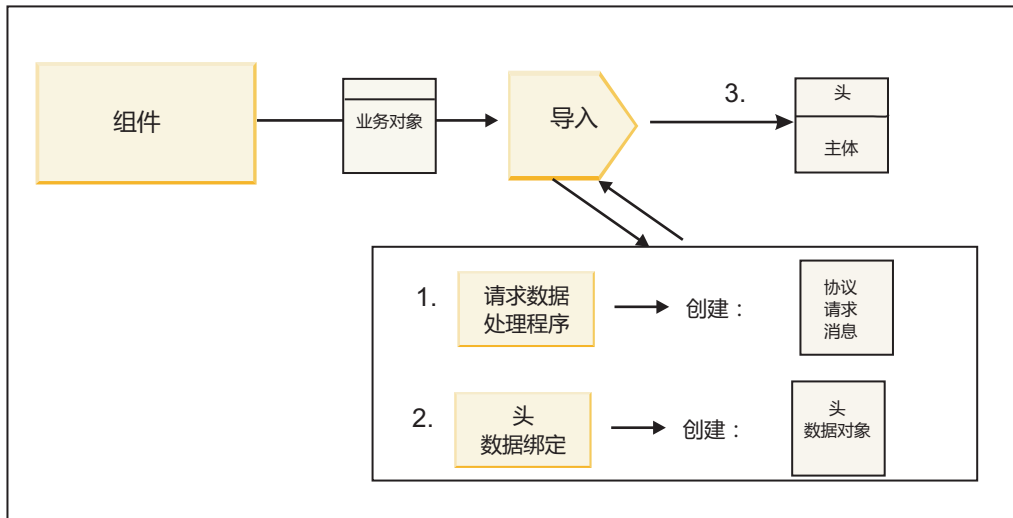 组件
业务对象
导入
3.
头
主体
1.
请求数据
处理程序
创建：
协议
请求
消息
2.
头
数据绑定
创建：
头
数据对象